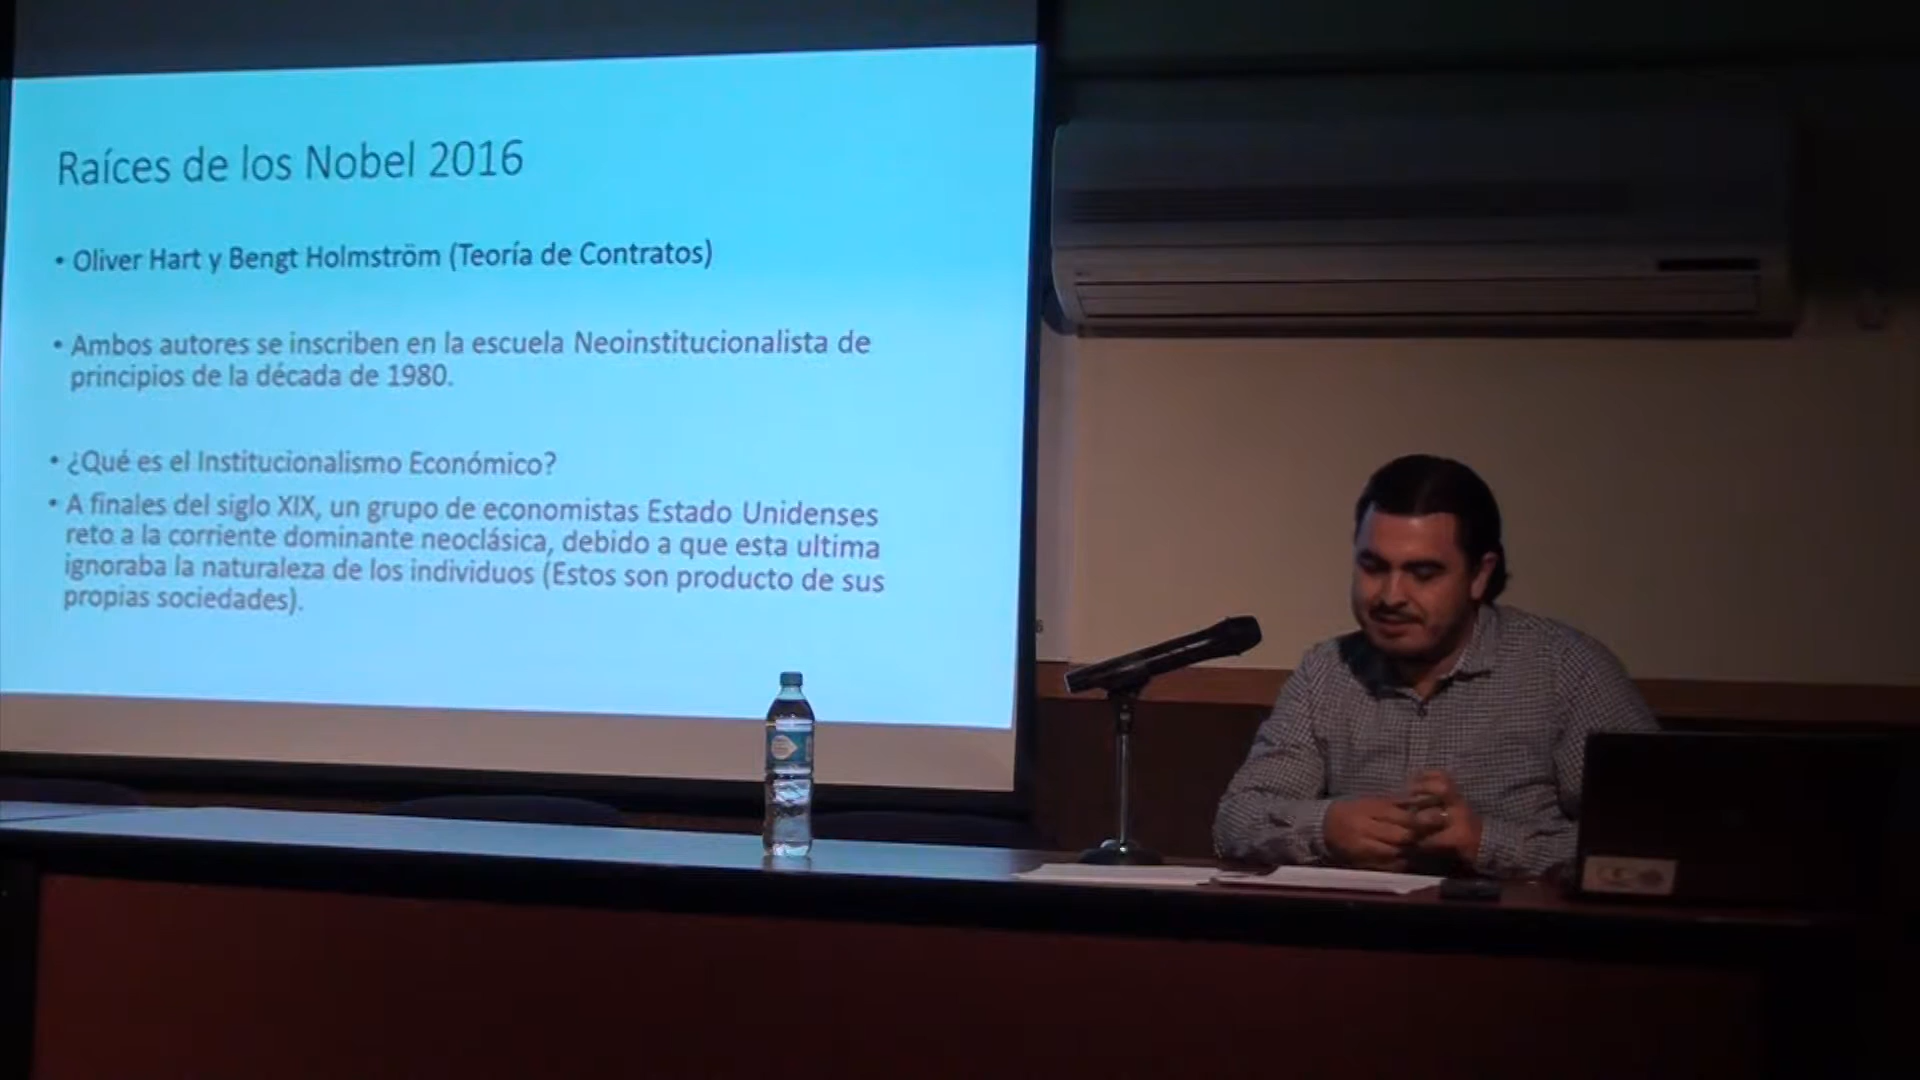 Raíces de los Nobel 2016
• Oliver Hart y Bengt Holmström (Teoría de Contratos)
• Ambos autores se inscriben en la escuela Neoinstitucionalista de
principios de la década de 1980.
• ¿Qué es el Institucionalismo Económico?
• A finales del siglo XIX, un grupo de economistas Estado Unidenses
reto a la corriente dominante neoclásica, debido a que esta ultima
ignoraba la naturaleza de los individuos (Estos son producto de sus
propias sociedades).